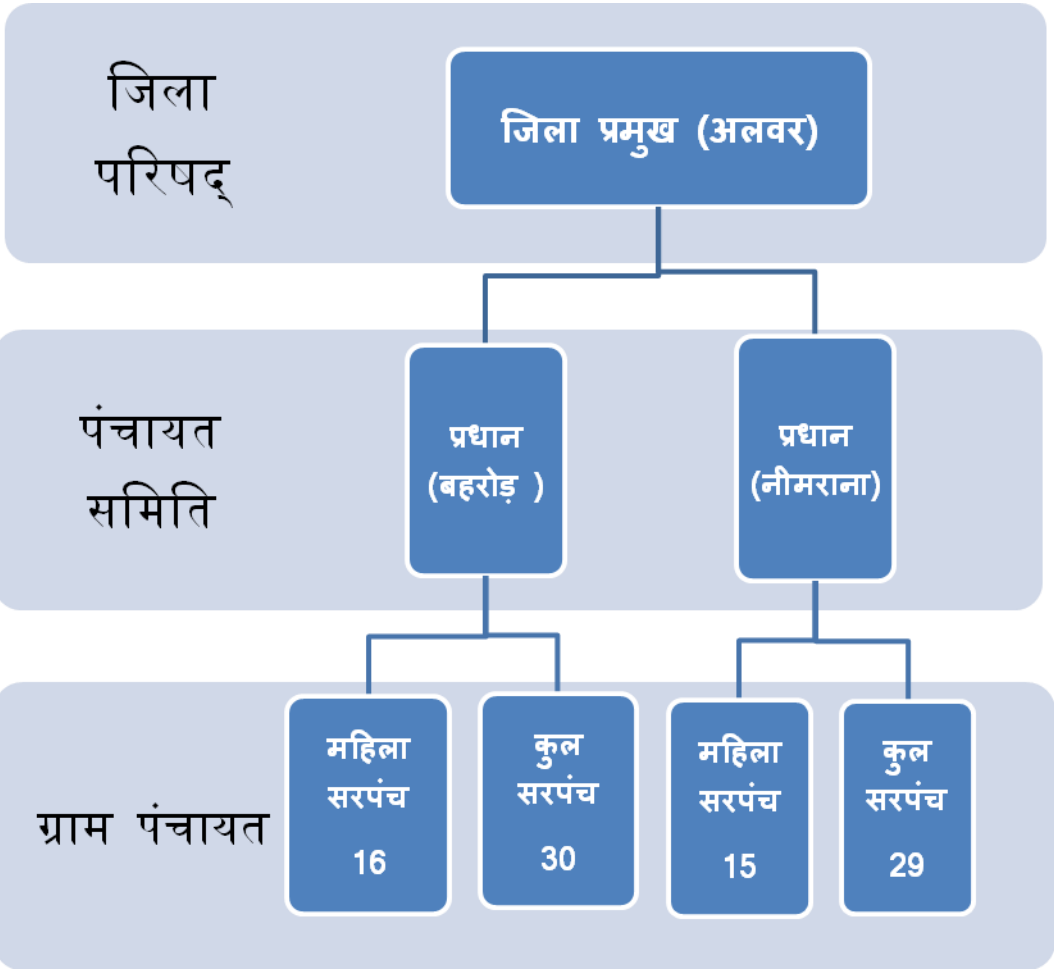 जिला
परिषद्
जिला प्रमुख (अलवर)
पंचायत
समिति
प्रधान
(बहरोड़ )
प्रधान
(नीमराना)
ग्राम पंचायत
महिला
सरपंच
16
कुल
सरपंच
30
महिला
सरपंच
15
कुल
सरपंच
29